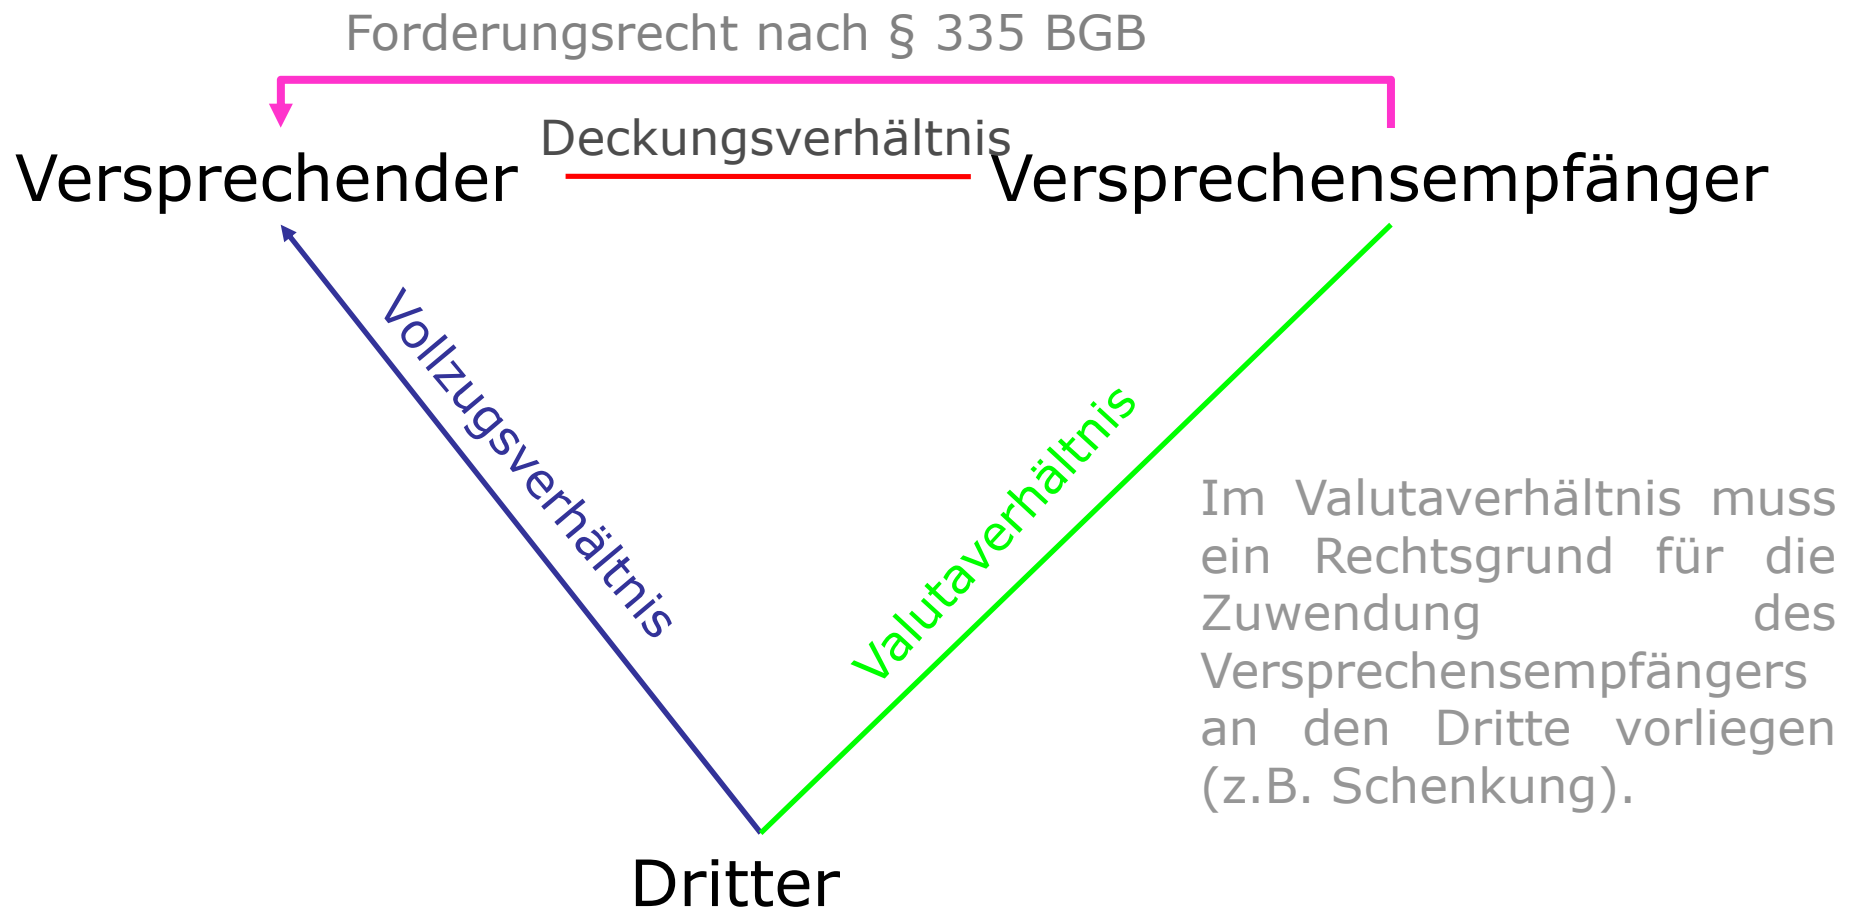 Forderungsrecht nach § 335 BGB
Deckungsverhältnis
Versprechender
Versprechensempfänger
Vollzugsverhältnis
Valutaverhältnis
Im Valutaverhältnis muss
ein Rechtsgrund für die
Zuwendung des
Versprechensempfängers
an den Dritte vorliegen
(z.B. Schenkung).
Dritter